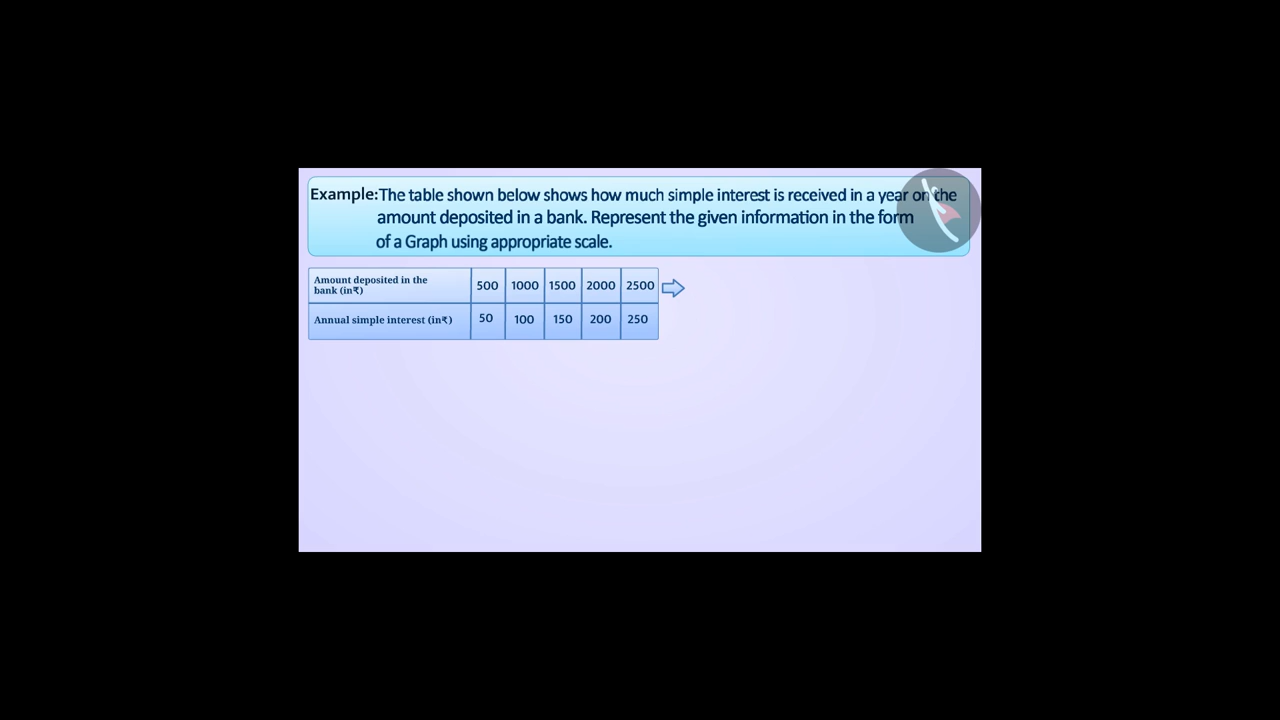 Example:The table shown below shows how much simple interest is received in a year on the
amount deposited in a bank. Represent the given information in the form
of a Graph using appropriate scale.
Amount deposited in the
bank (in₹) 500 1000 1500 2000 2500
Annual simple interest (in₹) 50 100 150 200 250